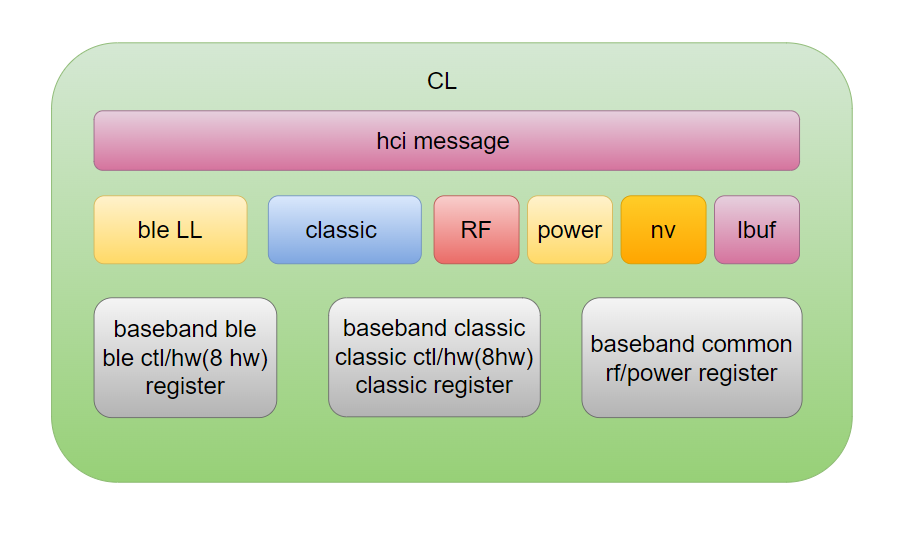 CL
hci message
ble LL
classic
RF
power
nv
lbuf
baseband ble
ble ctl/hw(8 hw)
register
baseband classic
classic ctl/hw(8hw)
classic register
baseband common
rf/power register